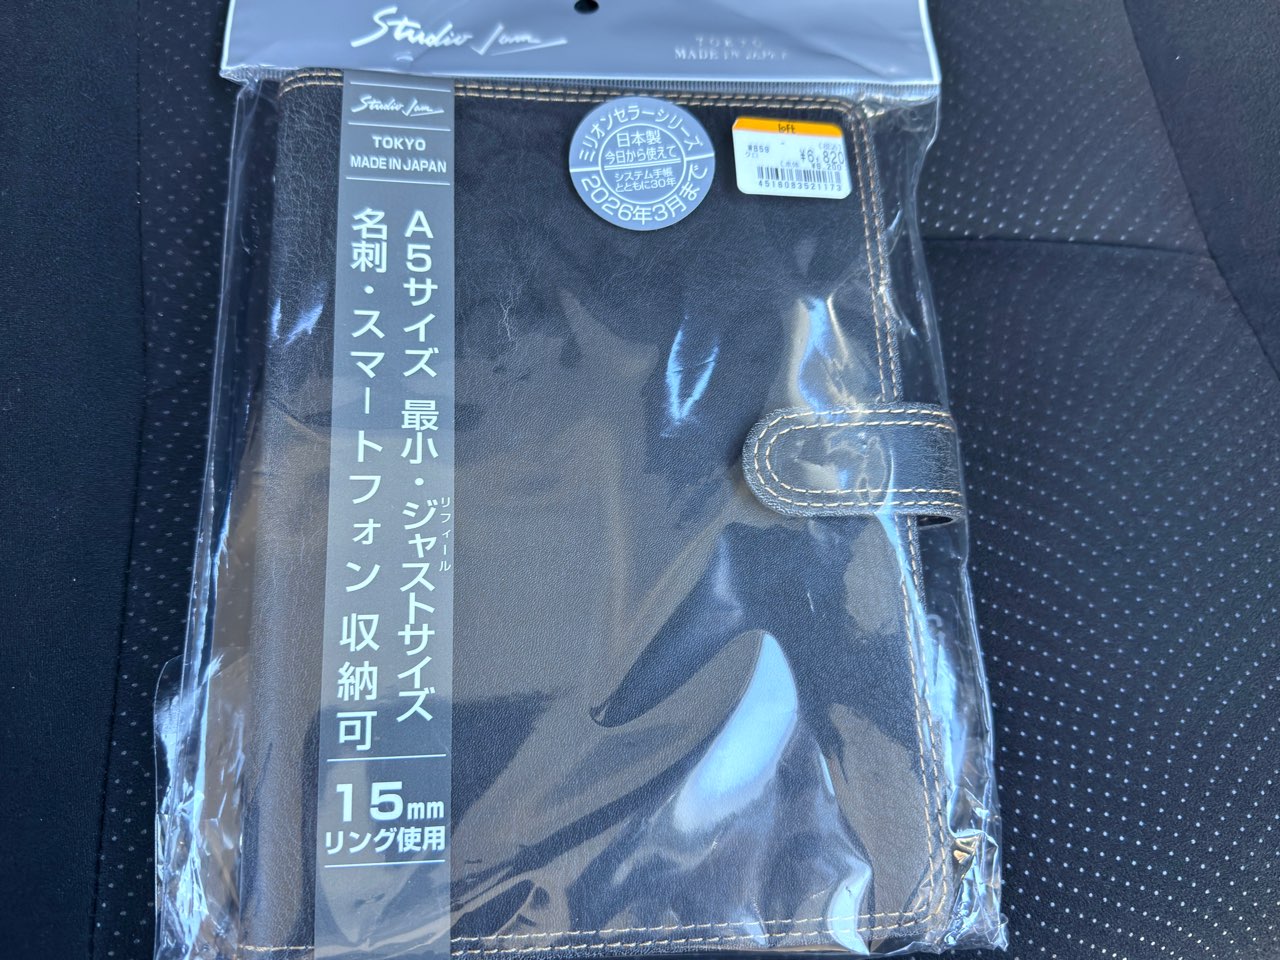 Studio Jam
TOKYO
MADE IN JAPAN
Studio Jam
TOKYO
MADE IN JAPAN
A5サイズ 最小・ジャストサイズ
リフィール
名刺・スマートフォン収納可
15mm
リング使用
ミリオンセラーシリーズ
日本製
今日から使えて
システム手帳
とともに30年
2026年3月まで
loft
¥6,820
クロ
4516083521173